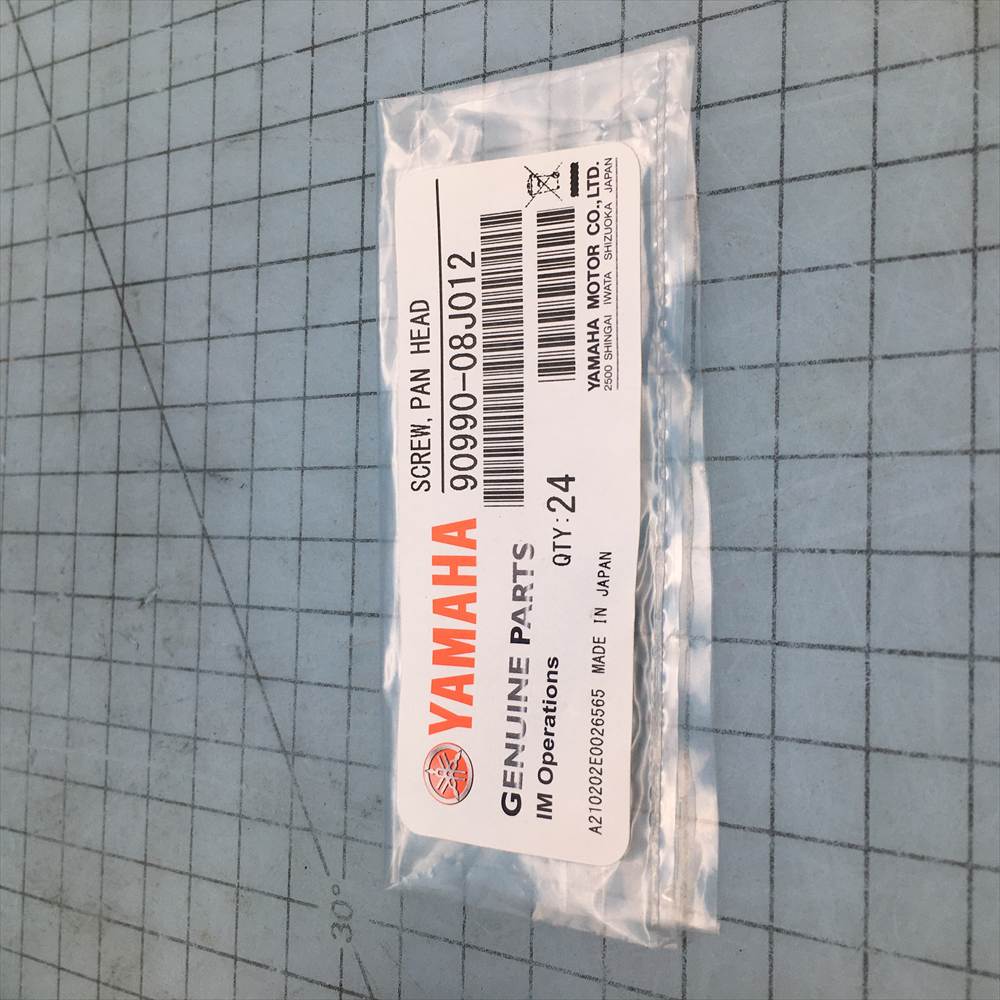 YAMAHA
GENUINE PARTS
IM Operations
SCREW, PAN HEAD
90990-08J012
QTY:24
A210202E0026565 MADE IN JAPAN
YAMAHA MOTOR CO.,LTD.
2500 SHINGAI IWATA SHIZUOKA JAPAN
30°